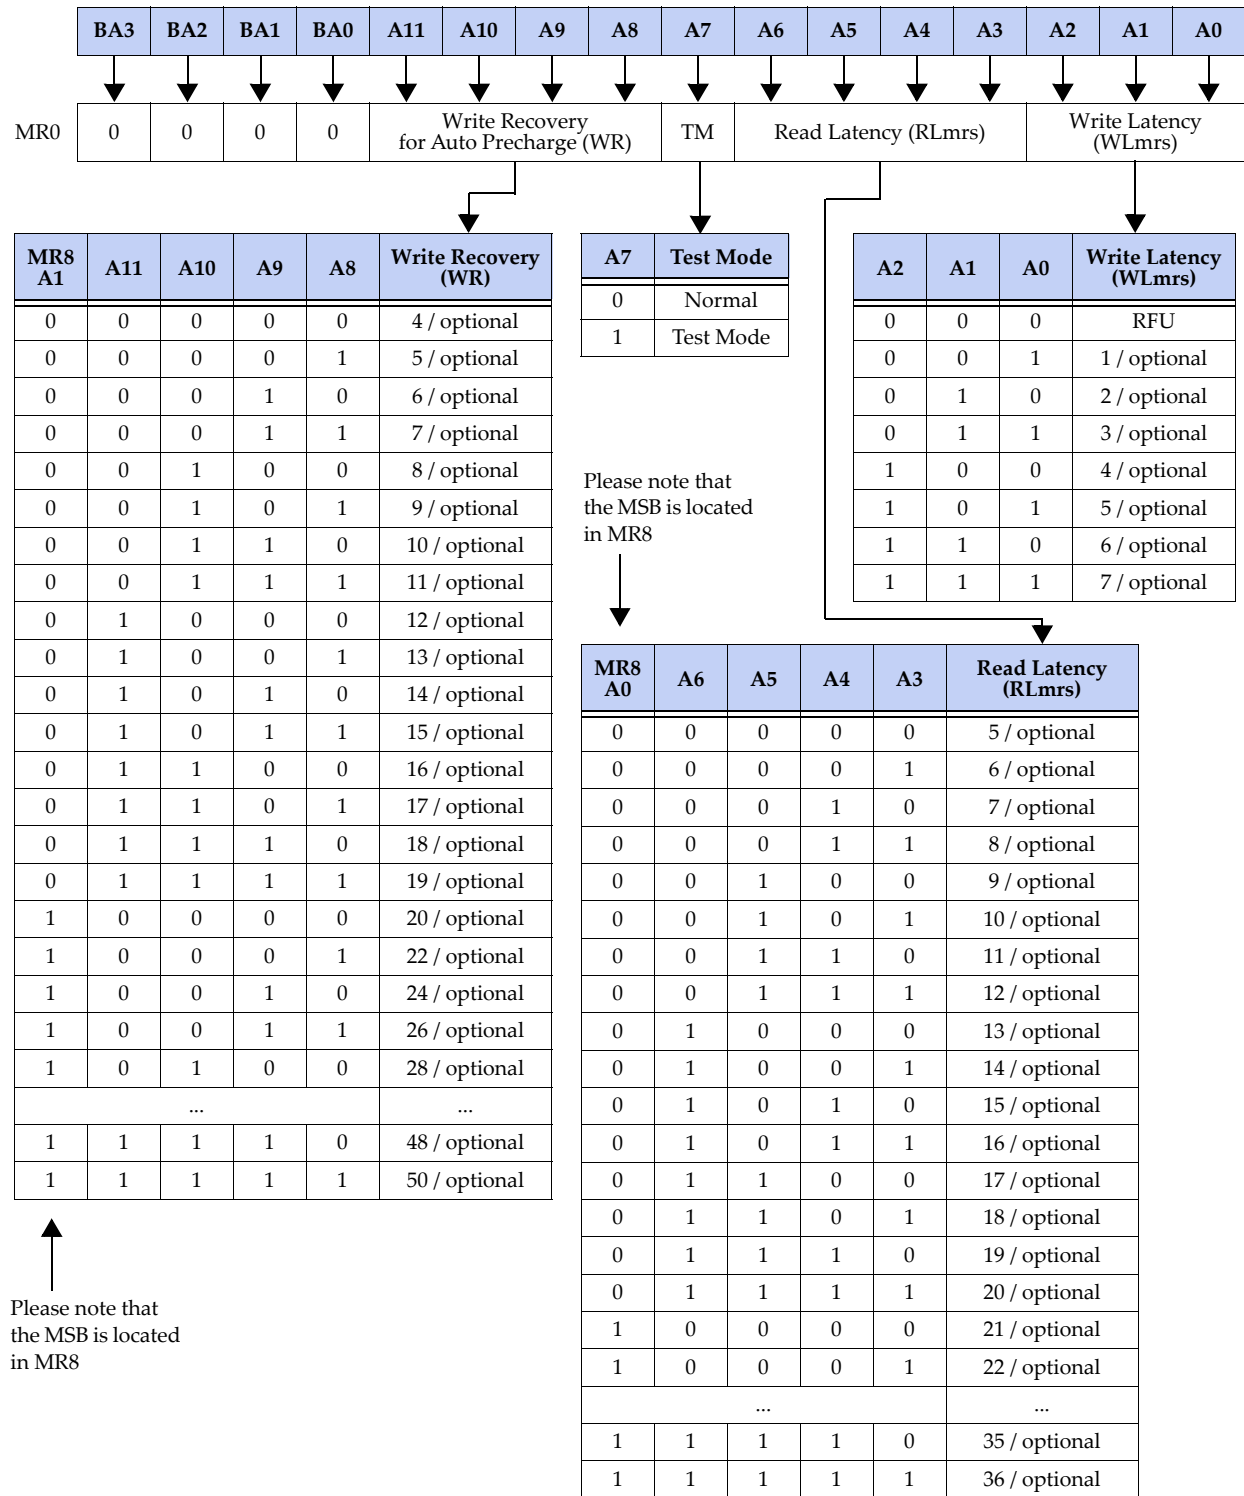 BA3 BA2 BA1 BA0 A11 A10 A9 A8 A7 A6 A5 A4 A3 A2 A1 A0
MR0 0 0 0 0 Write Recovery for Auto Precharge (WR) TM Read Latency (RLmrs) Write Latency (WLmrs)
MR8 A1 A11 A10 A9 A8 Write Recovery (WR)
0 0 0 0 0 4 / optional
0 0 0 0 1 5 / optional
0 0 0 1 0 6 / optional
0 0 0 1 1 7 / optional
0 0 1 0 0 8 / optional
0 0 1 0 1 9 / optional
0 0 1 1 0 10 / optional
0 0 1 1 1 11 / optional
0 1 0 0 0 12 / optional
0 1 0 0 1 13 / optional
0 1 0 1 0 14 / optional
0 1 0 1 1 15 / optional
0 1 1 0 0 16 / optional
0 1 1 0 1 17 / optional
0 1 1 1 0 18 / optional
0 1 1 1 1 19 / optional
1 0 0 0 0 20 / optional
1 0 0 0 1 22 / optional
1 0 0 1 0 24 / optional
1 0 0 1 1 26 / optional
1 0 1 0 0 28 / optional
... ...
1 1 1 1 0 48 / optional
1 1 1 1 1 50 / optional
Please note that
the MSB is located
in MR8
A7 Test Mode
0 Normal
1 Test Mode
A2 A1 A0 Write Latency (WLmrs)
0 0 0 RFU
0 0 1 1 / optional
0 1 0 2 / optional
0 1 1 3 / optional
1 0 0 4 / optional
1 0 1 5 / optional
1 1 0 6 / optional
1 1 1 7 / optional
Please note that
the MSB is located
in MR8
MR8 A0 A6 A5 A4 A3 Read Latency (RLmrs)
0 0 0 0 0 5 / optional
0 0 0 0 1 6 / optional
0 0 0 1 0 7 / optional
0 0 0 1 1 8 / optional
0 0 1 0 0 9 / optional
0 0 1 0 1 10 / optional
0 0 1 1 0 11 / optional
0 0 1 1 1 12 / optional
0 1 0 0 0 13 / optional
0 1 0 0 1 14 / optional
0 1 0 1 0 15 / optional
0 1 0 1 1 16 / optional
0 1 1 0 0 17 / optional
0 1 1 0 1 18 / optional
0 1 1 1 0 19 / optional
0 1 1 1 1 20 / optional
1 0 0 0 0 21 / optional
1 0 0 0 1 22 / optional
... ...
1 1 1 1 0 35 / optional
1 1 1 1 1 36 / optional